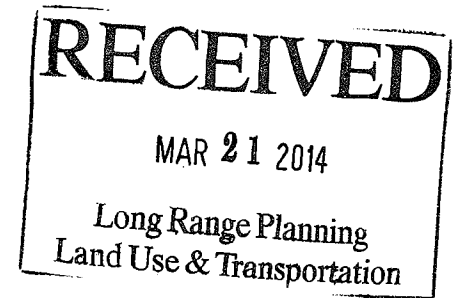 RECEIVED
MAR 21 2014
Long Range Planning
Land Use & Transportation